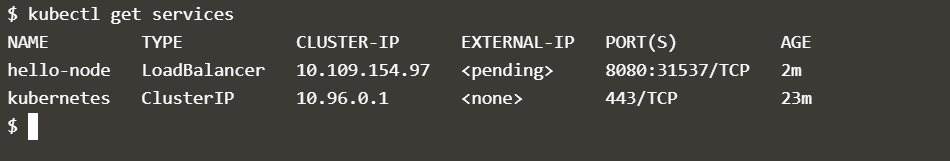 $ kubectl get services
NAME TYPE CLUSTER-IP EXTERNAL-IP PORT(S) AGE
hello-node LoadBalancer 10.109.154.97 <pending> 8080:31537/TCP 2m
kubernetes ClusterIP 10.96.0.1 <none> 443/TCP 23m
$